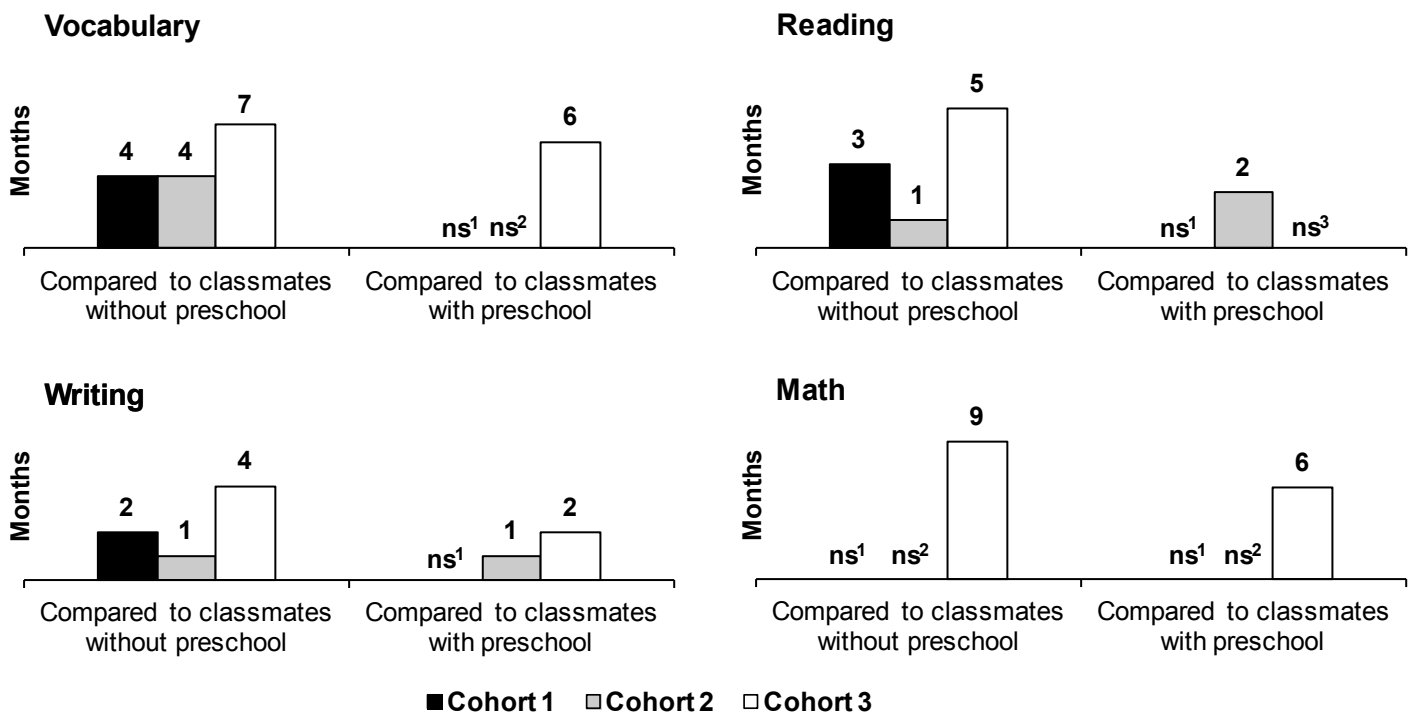 Vocabulary
Months
4
4
7
ns¹
ns²
6
Compared to classmates
without preschool
Compared to classmates
with preschool
Reading
Months
3
1
5
ns¹
2
ns³
Compared to classmates
without preschool
Compared to classmates
with preschool
Writing
Months
2
1
4
ns¹
1
2
Compared to classmates
without preschool
Compared to classmates
with preschool
Math
Months
ns¹
ns²
9
ns¹
ns²
6
Compared to classmates
without preschool
Compared to classmates
with preschool
Cohort 1
Cohort 2
Cohort 3